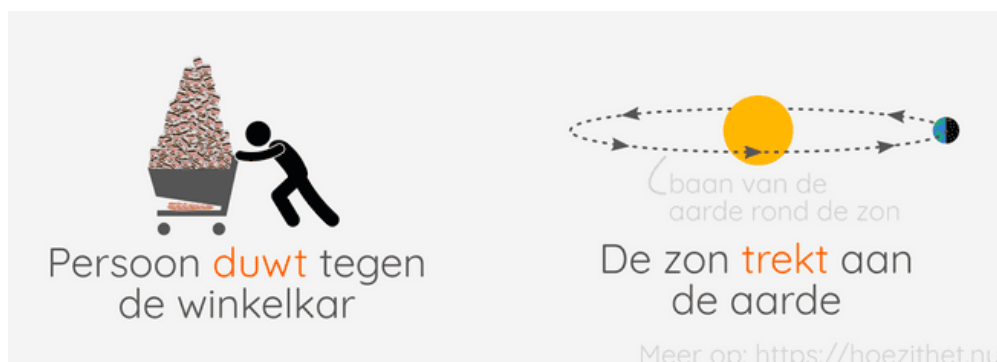 Persoon duwt tegen
de winkelkar
baan van de
aarde rond de zon
De zon trekt aan
de aarde
Meer op: https://hoezithet.nu